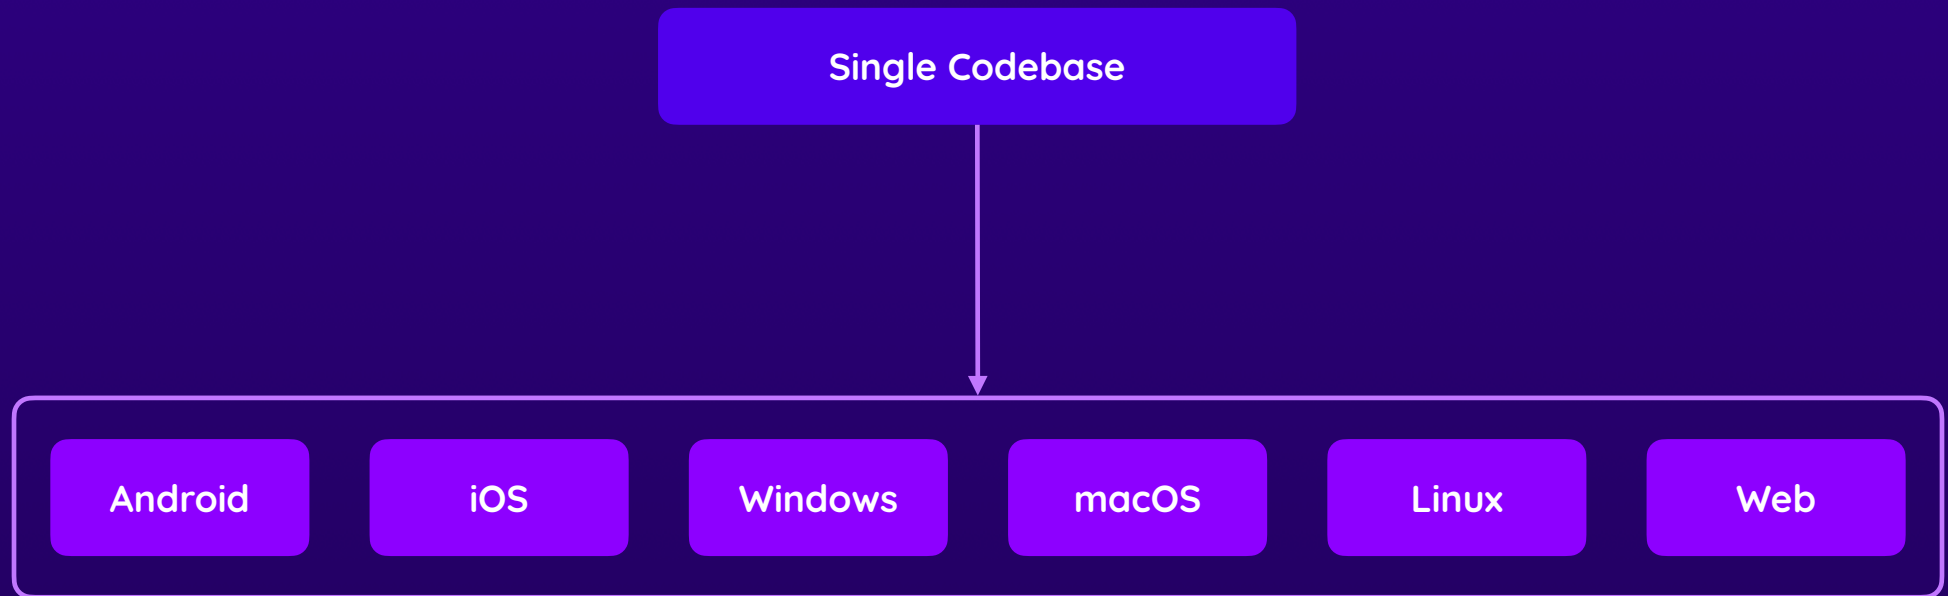 Single Codebase
Android
iOS
Windows
macOS
Linux
Web